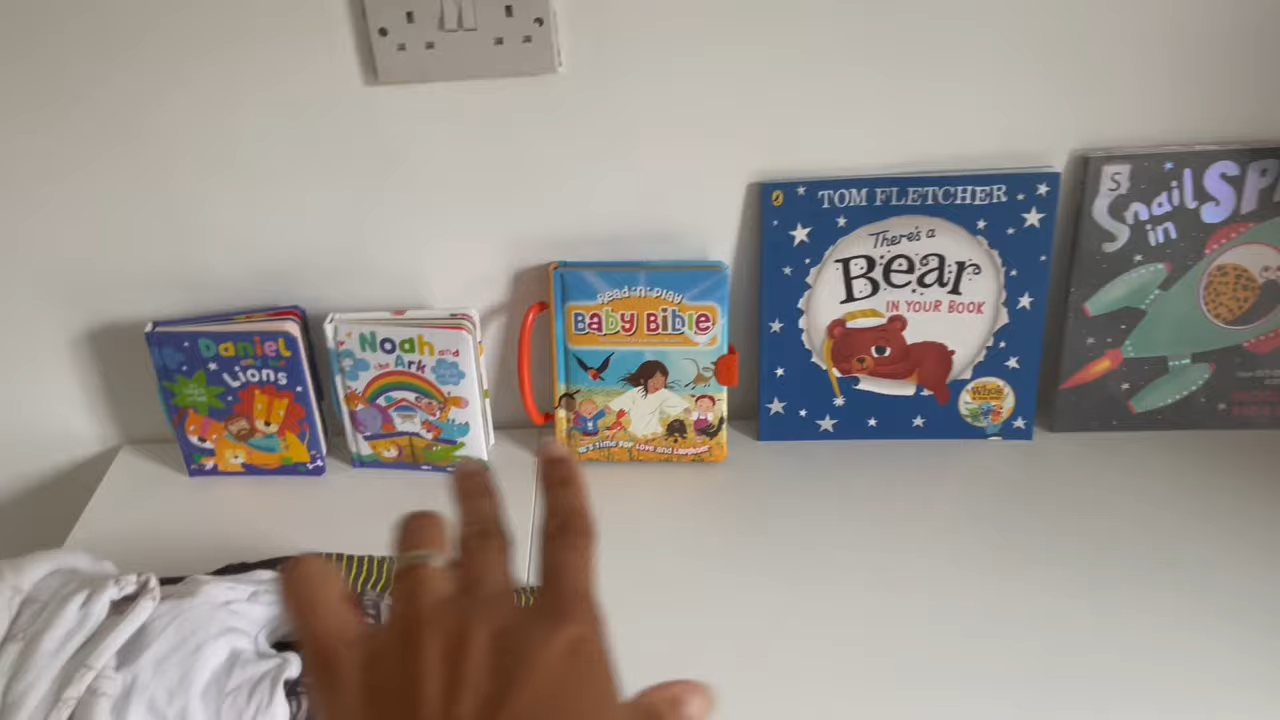 Daniel
and the
Lions
Noah and
the Ark
Read 'n' Play
Baby Bible
It's Time for Love and Laughter
TOM FLETCHER
There's a
Bear
IN YOUR BOOK
WHO'S
S
Snail
in